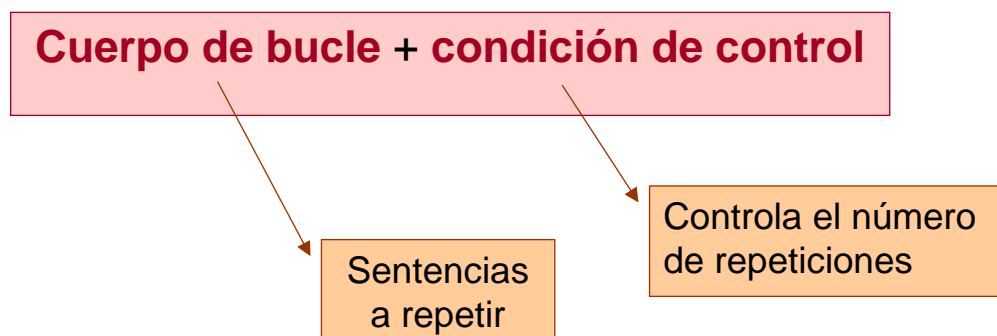 Cuerpo de bucle + condición de control
Controla el número
de repeticiones
Sentencias
a repetir